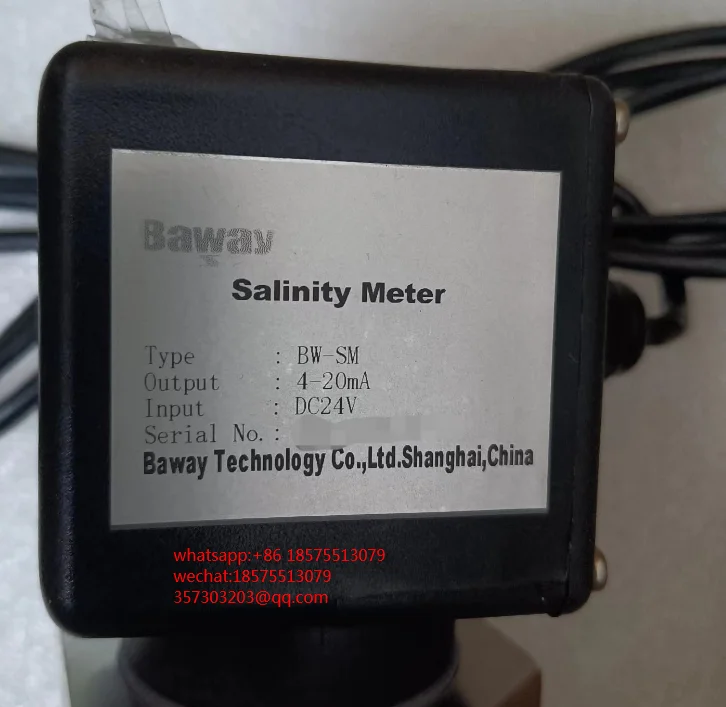 Baway
Salinity Meter
Type : BW-SM
Output : 4-20mA
Input : DC24V
Serial No. :
Baway Technology Co.,Ltd.Shanghai,China
whatsapp:+86 18575513079
wechat:18575513079
357303203@qq.com